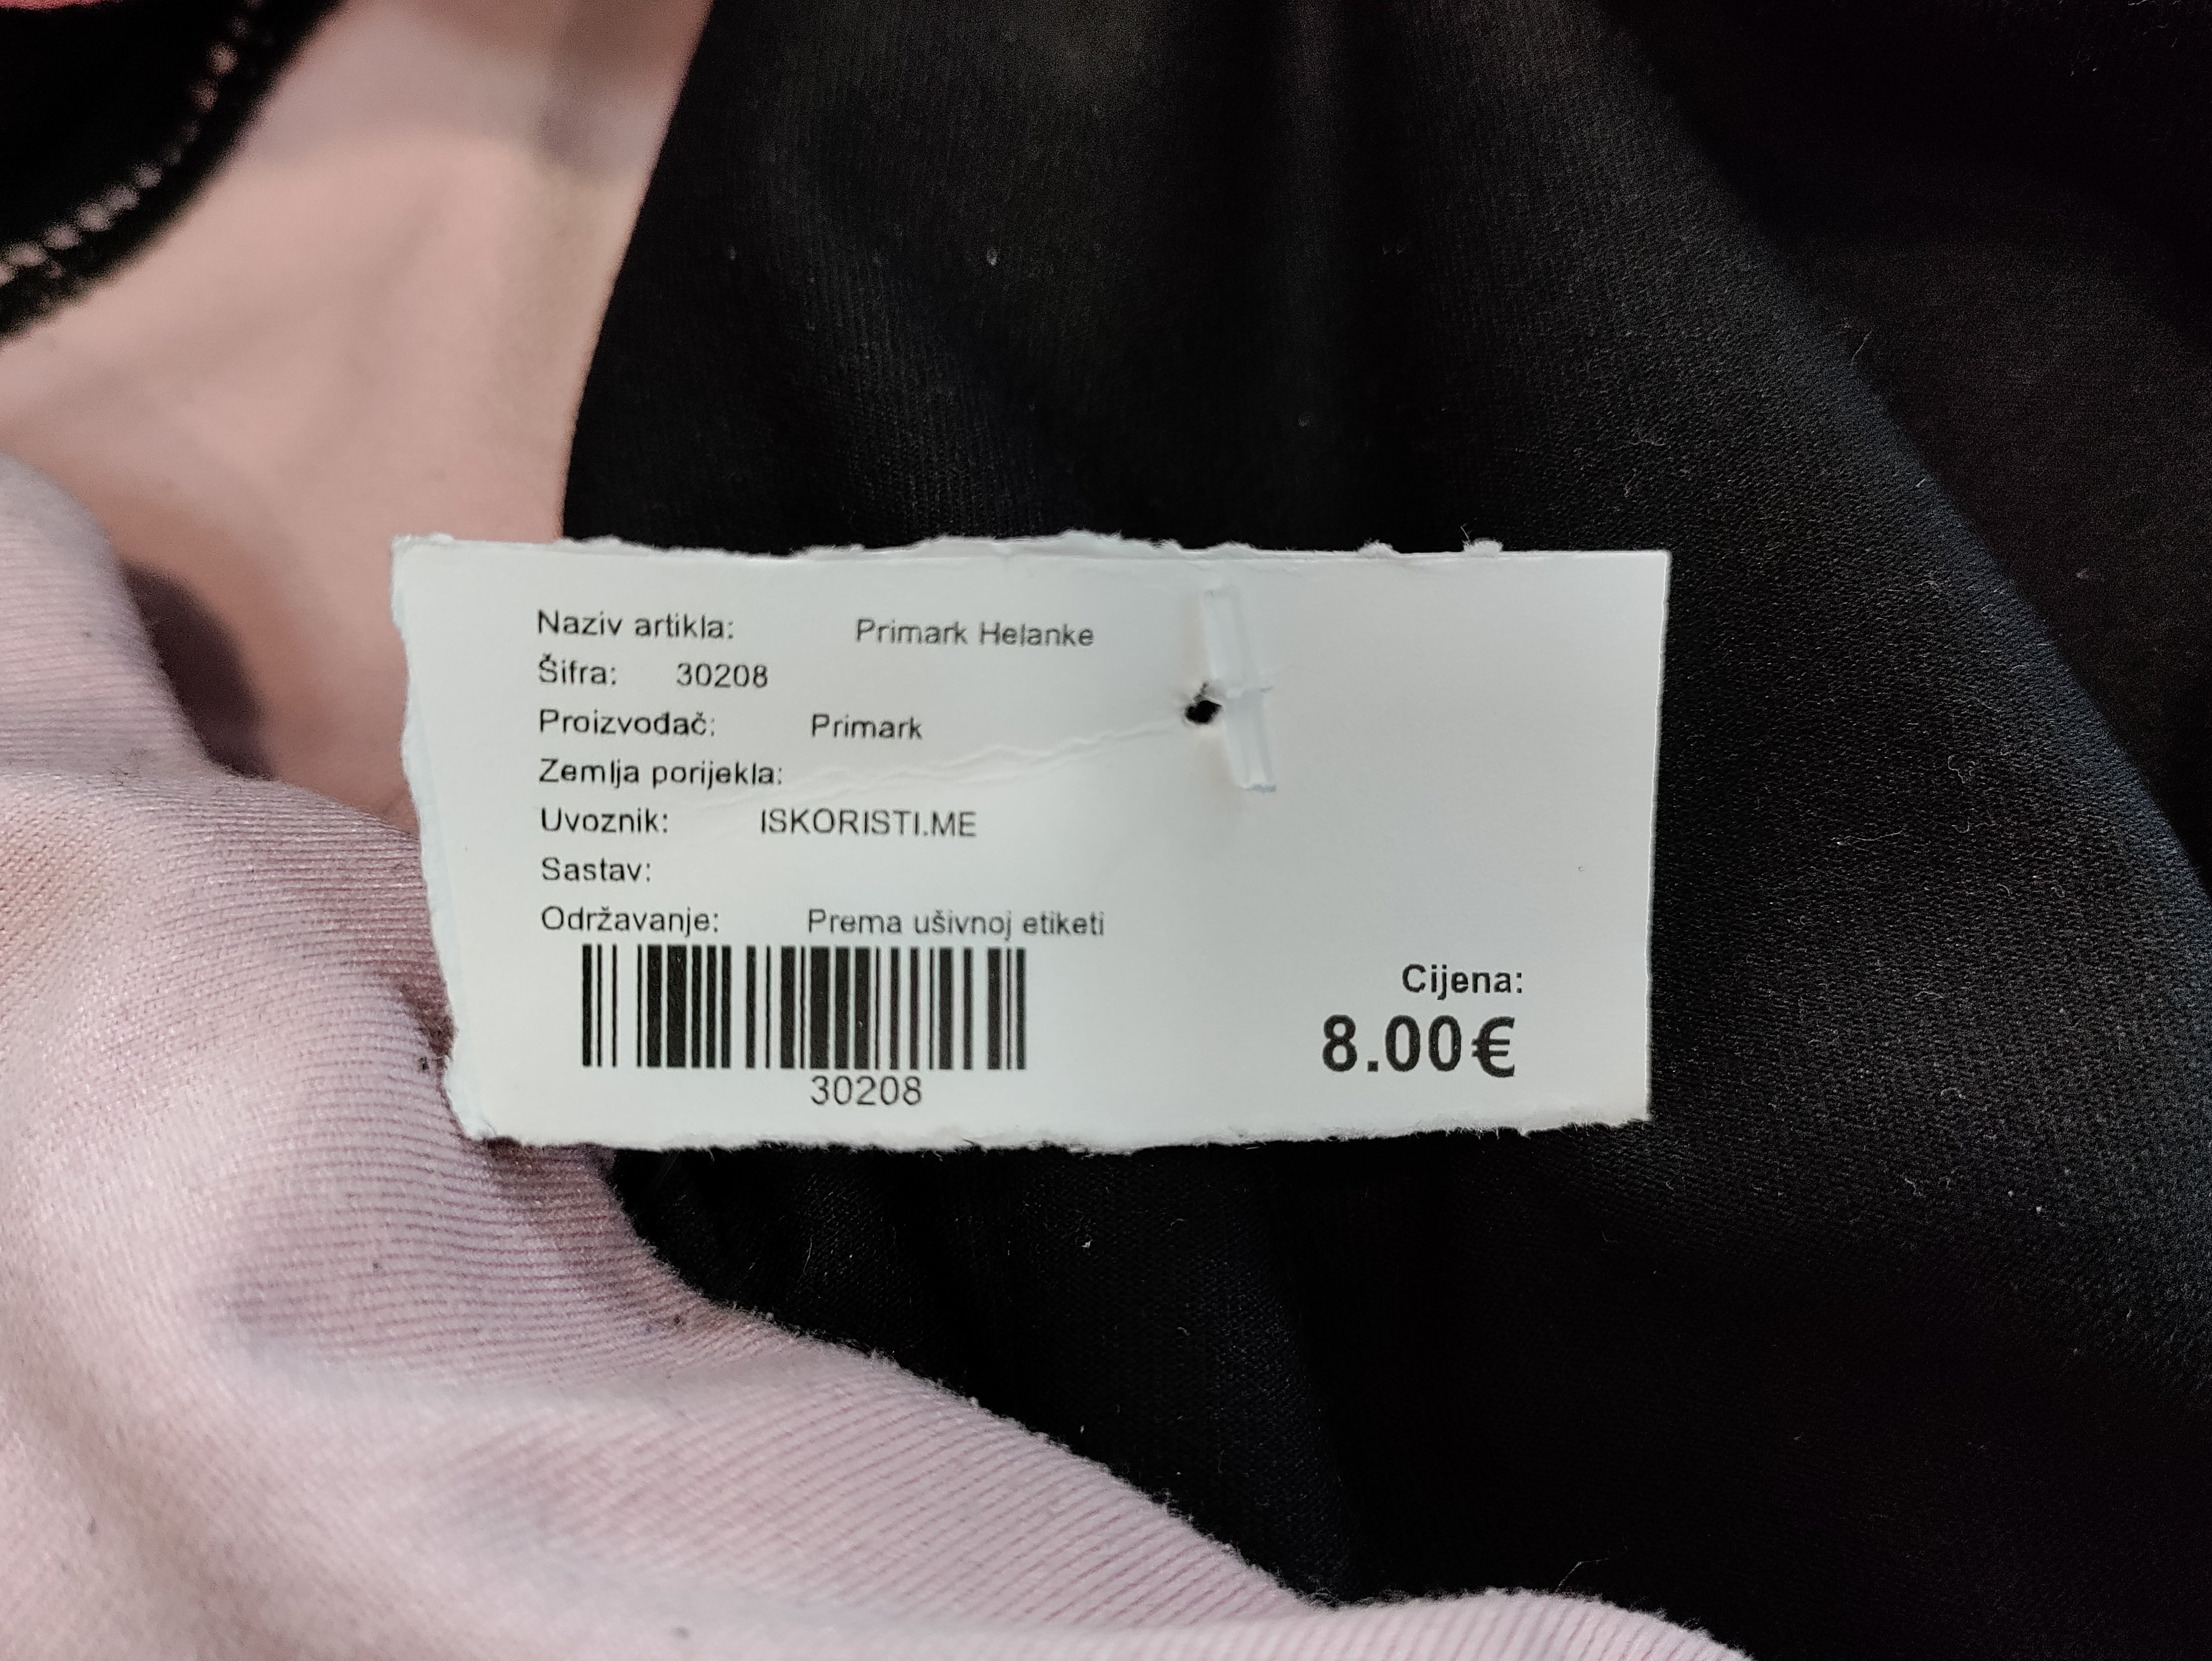 Naziv artikla: Primark Helanke
Šifra: 30208
Proizvođač: Primark
Zemlja porijekla:
Uvoznik: ISKORISTI.ME
Sastav:
Održavanje: Prema ušivnoj etiketi
30208
Cijena:
8.00€